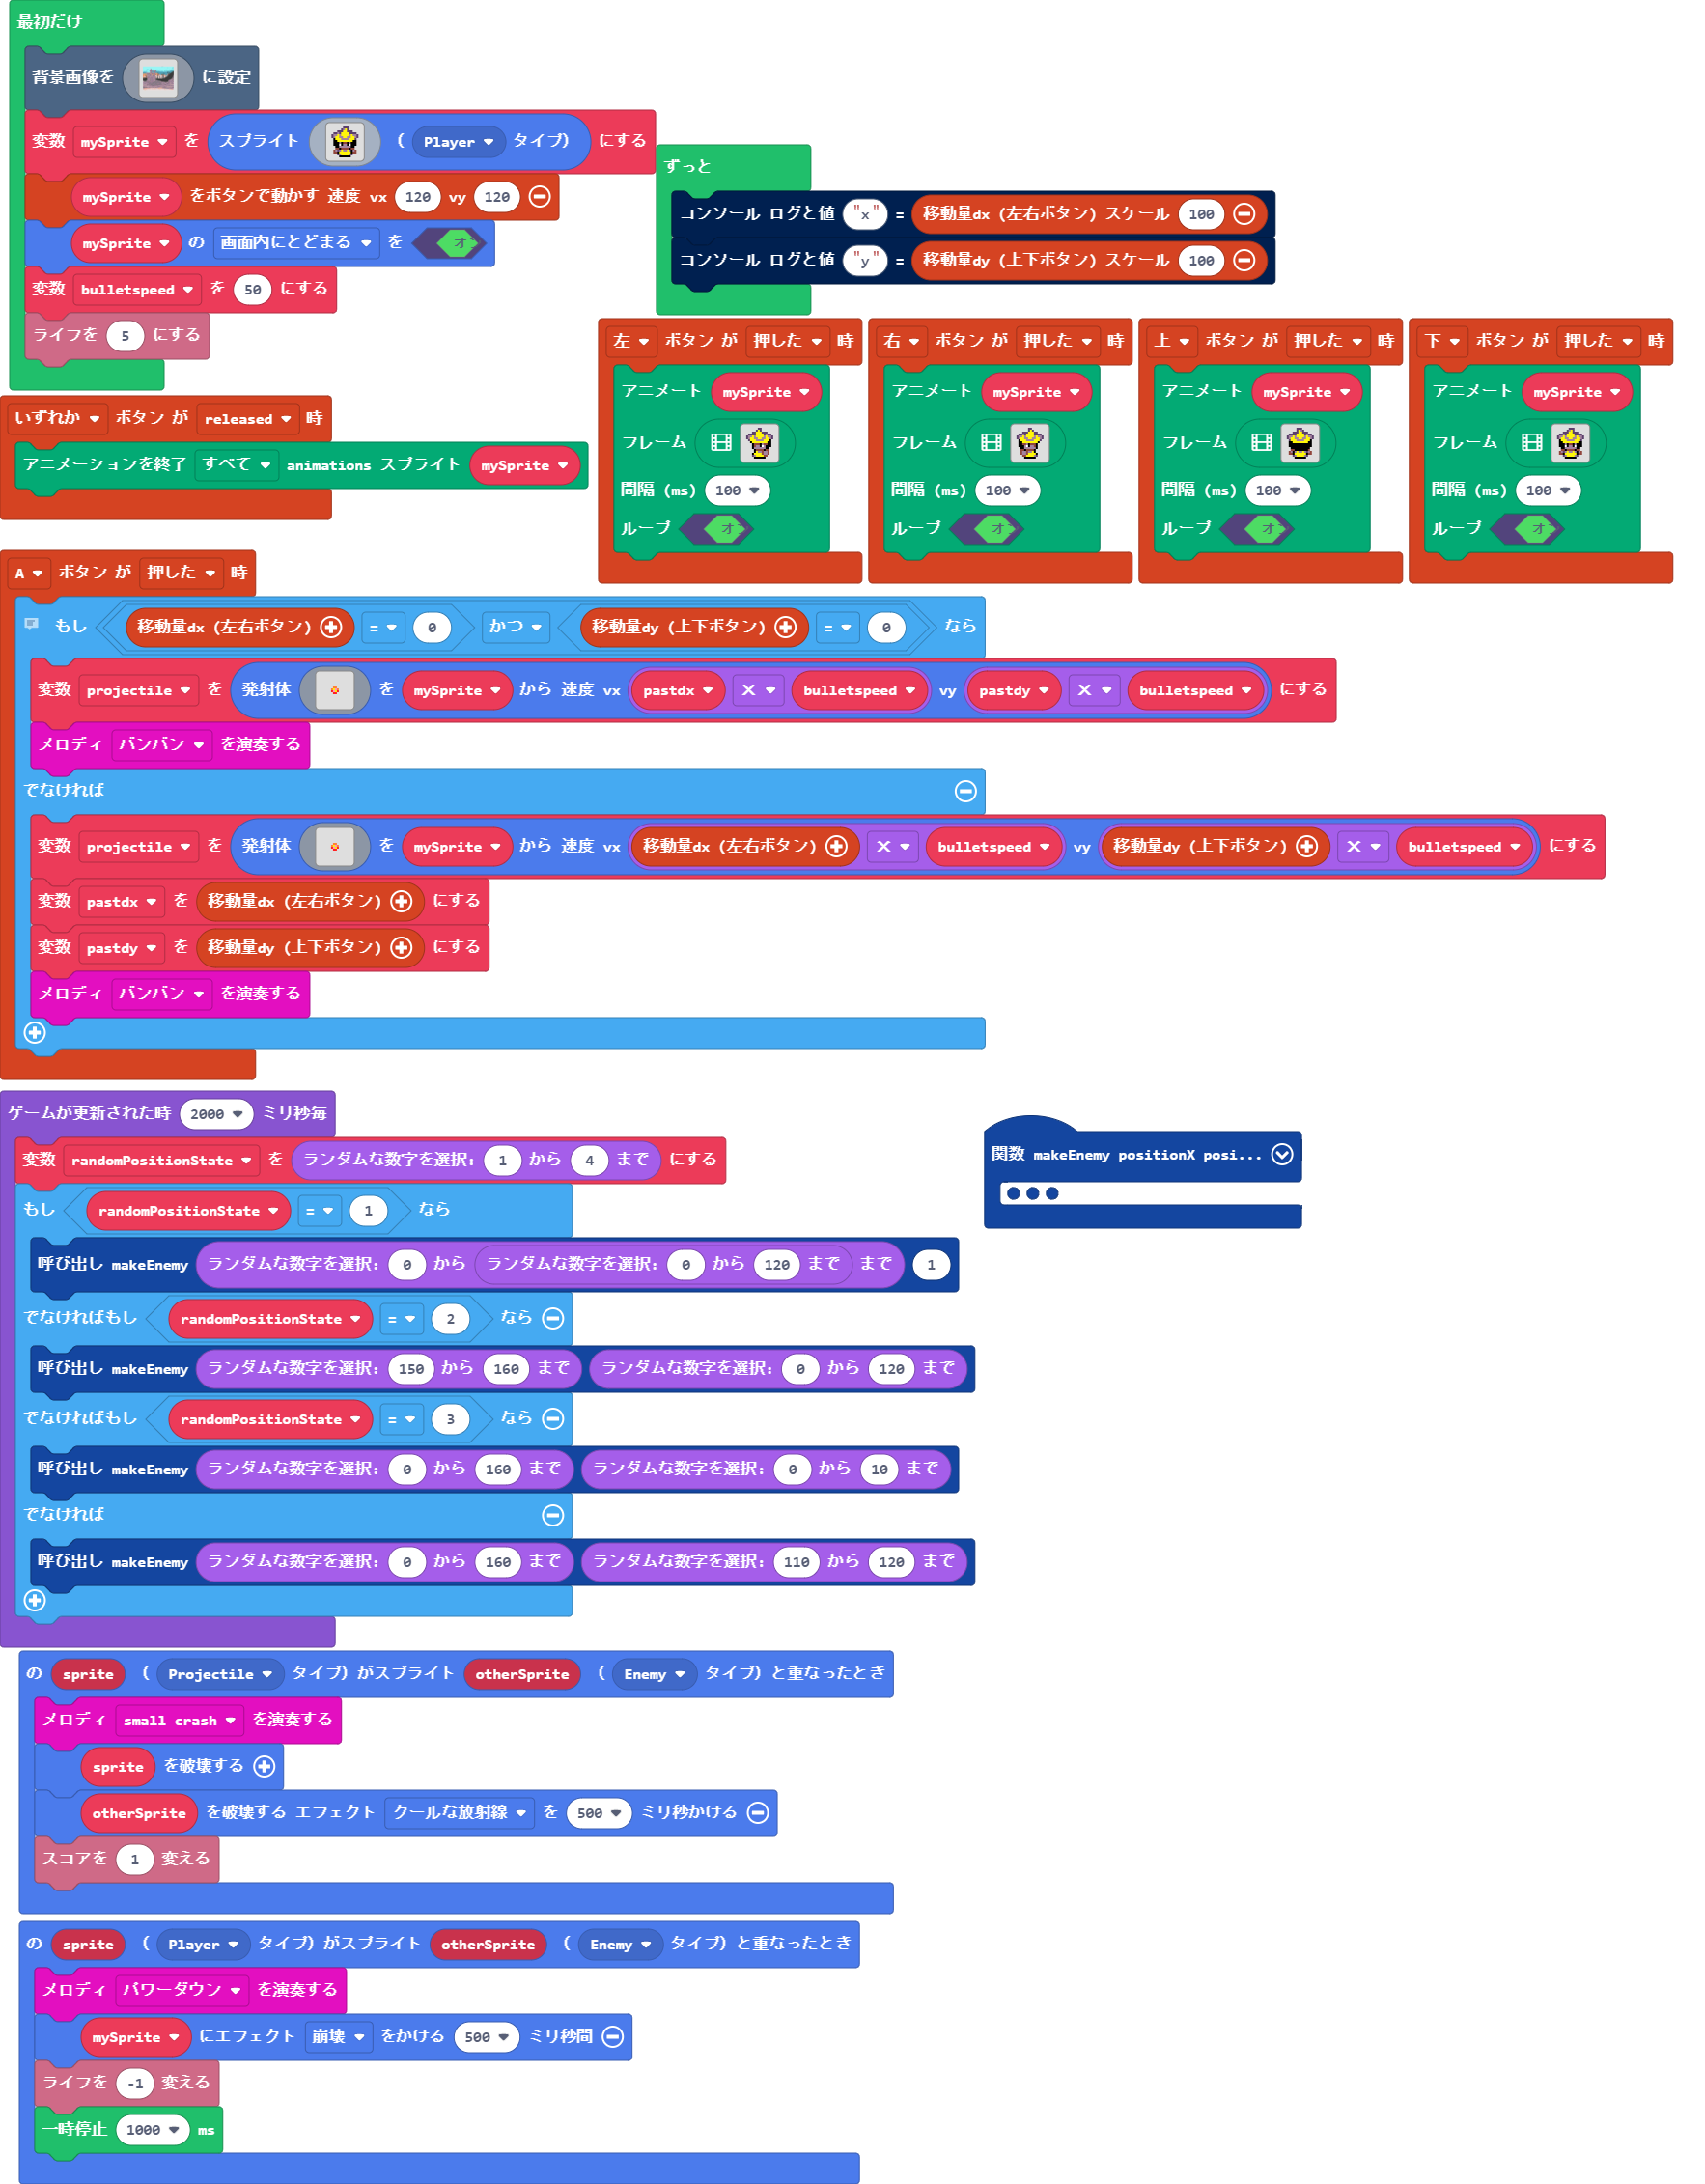 最初だけ
背景画像を に設定
変数 mySprite を スプライト ( Player タイプ) にする
mySprite をボタンで動かす 速度 vx 120 vy 120
mySprite の 画面内にとどまる を オン
変数 bulletspeed を 50 にする
ライフを 5 にする
ずっと
コンソール ログと値 "x" = 移動量dx (左右ボタン) スケール 100
コンソール ログと値 "y" = 移動量dy (上下ボタン) スケール 100
いずれか ボタン が released 時
アニメーションを終了 すべて animations スプライト mySprite
左 ボタン が 押した 時
アニメート mySprite
フレーム
間隔 (ms) 100
ループ
右 ボタン が 押した 時
アニメート mySprite
フレーム
間隔 (ms) 100
ループ
上 ボタン が 押した 時
アニメート mySprite
フレーム
間隔 (ms) 100
ループ
下 ボタン が 押した 時
アニメート mySprite
フレーム
間隔 (ms) 100
ループ
A ボタン が 押した 時
もし 移動量dx (左右ボタン) = 0 かつ 移動量dy (上下ボタン) = 0 なら
変数 projectile を 発射体 を mySprite から 速度 vx pastdx × bulletspeed vy pastdy × bulletspeed にする
メロディ バンバン を演奏する
でなければ
変数 projectile を 発射体 を mySprite から 速度 vx 移動量dx (左右ボタン) × bulletspeed vy 移動量dy (上下ボタン) × bulletspeed にする
変数 pastdx を 移動量dx (左右ボタン) にする
変数 pastdy を 移動量dy (上下ボタン) にする
メロディ バンバン を演奏する
ゲームが更新された時 2000 ミリ秒毎
変数 randomPositionState を ランダムな数字を選択: 1 から 4 まで にする
もし randomPositionState = 1 なら
呼び出し makeEnemy ランダムな数字を選択: 0 から ランダムな数字を選択: 0 から 120 まで まで 1
でなければもし randomPositionState = 2 なら
呼び出し makeEnemy ランダムな数字を選択: 150 から 160 まで ランダムな数字を選択: 0 から 120 まで
でなければもし randomPositionState = 3 なら
呼び出し makeEnemy ランダムな数字を選択: 0 から 160 まで ランダムな数字を選択: 0 から 10 まで
でなければ
呼び出し makeEnemy ランダムな数字を選択: 0 から 160 まで ランダムな数字を選択: 110 から 120 まで
関数 makeEnemy positionX posi...
の sprite ( Projectile タイプ) がスプライト otherSprite ( Enemy タイプ) と重なったとき
メロディ small crash を演奏する
sprite を破壊する
otherSprite を破壊する エフェクト クールな放射線 を 500 ミリ秒かける
スコアを 1 変える
の sprite ( Player タイプ) がスプライト otherSprite ( Enemy タイプ) と重なったとき
メロディ パワーダウン を演奏する
mySprite にエフェクト 崩壊 をかける 500 ミリ秒間
ライフを -1 変える
一時停止 1000 ms